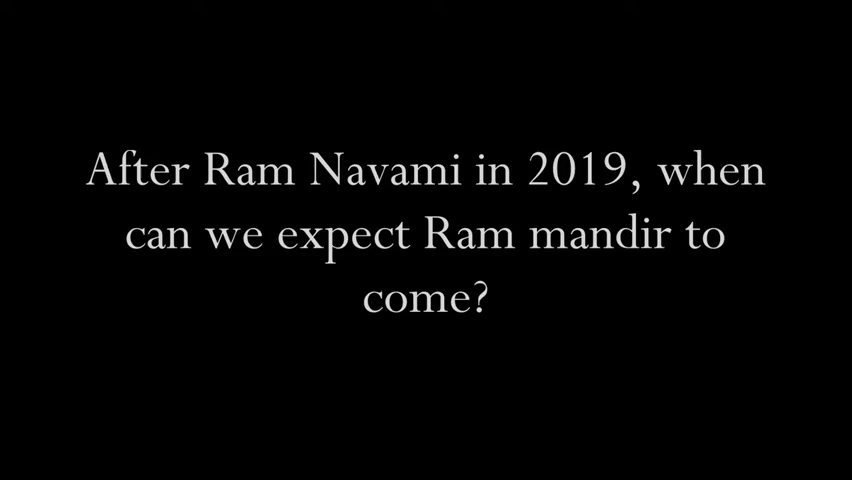 After Ram Navami in 2019, when
can we expect Ram mandir to
come?